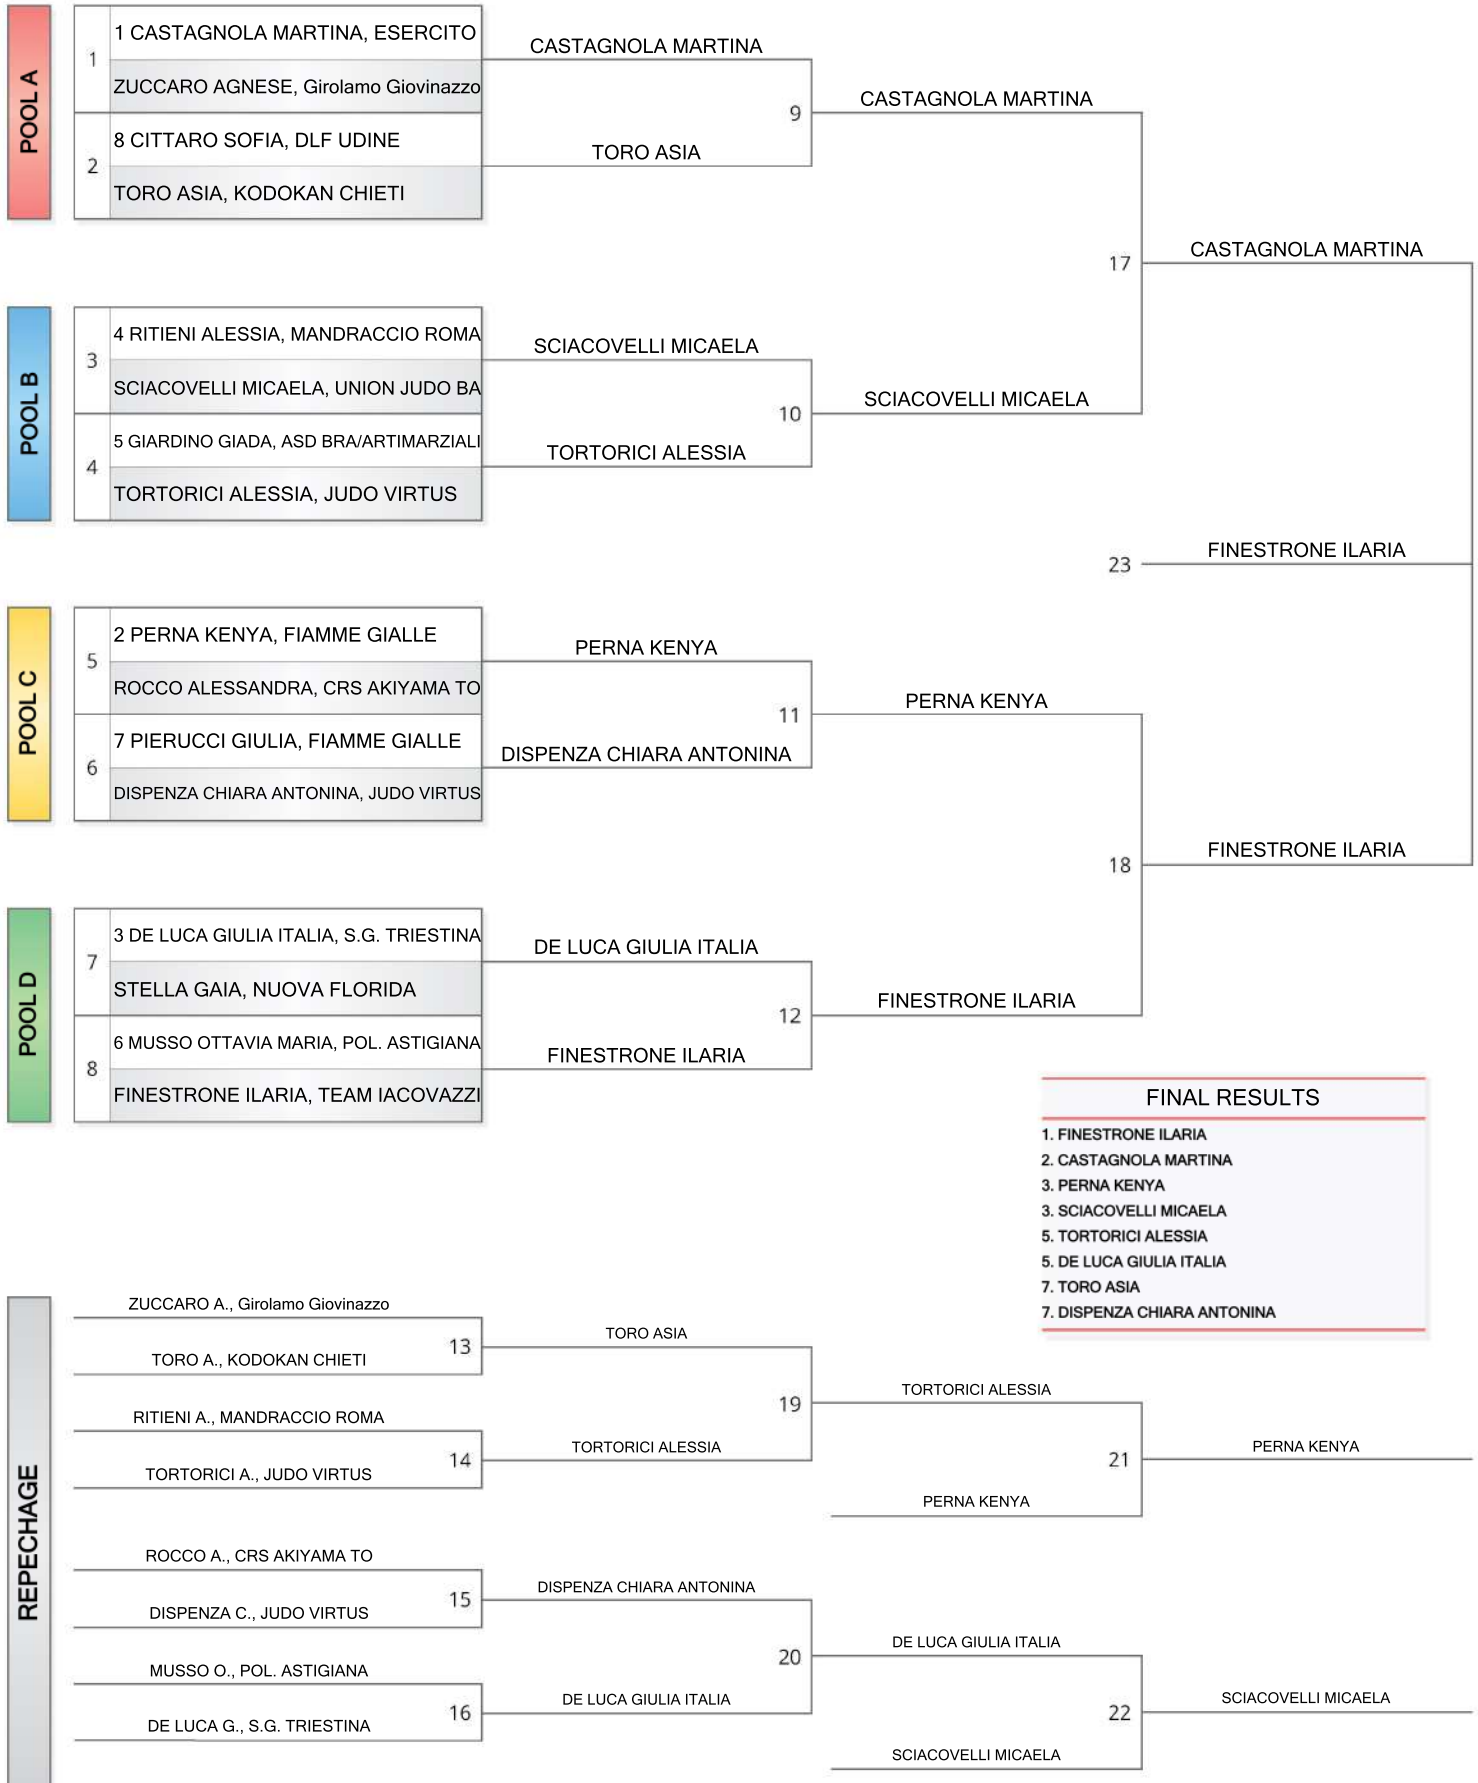 POOL A
1
1 CASTAGNOLA MARTINA, ESERCITO
ZUCCARO AGNESE, Girolamo Giovinazzo
2
8 CITTARO SOFIA, DLF UDINE
TORO ASIA, KODOKAN CHIETI
CASTAGNOLA MARTINA
TORO ASIA
9
CASTAGNOLA MARTINA
POOL B
3
4 RITIENI ALESSIA, MANDRACCIO ROMA
SCIACOVELLI MICAELA, UNION JUDO BA
4
5 GIARDINO GIADA, ASD BRA/ARTIMARZIALI
TORTORICI ALESSIA, JUDO VIRTUS
SCIACOVELLI MICAELA
TORTORICI ALESSIA
10
SCIACOVELLI MICAELA
17
CASTAGNOLA MARTINA
23
FINESTRONE ILARIA
POOL C
5
2 PERNA KENYA, FIAMME GIALLE
ROCCO ALESSANDRA, CRS AKIYAMA TO
6
7 PIERUCCI GIULIA, FIAMME GIALLE
DISPENZA CHIARA ANTONINA, JUDO VIRTUS
PERNA KENYA
DISPENZA CHIARA ANTONINA
11
PERNA KENYA
POOL D
7
3 DE LUCA GIULIA ITALIA, S.G. TRIESTINA
STELLA GAIA, NUOVA FLORIDA
8
6 MUSSO OTTAVIA MARIA, POL. ASTIGIANA
FINESTRONE ILARIA, TEAM IACOVAZZI
DE LUCA GIULIA ITALIA
FINESTRONE ILARIA
12
FINESTRONE ILARIA
18
FINESTRONE ILARIA
FINAL RESULTS
1. FINESTRONE ILARIA
2. CASTAGNOLA MARTINA
3. PERNA KENYA
3. SCIACOVELLI MICAELA
5. TORTORICI ALESSIA
5. DE LUCA GIULIA ITALIA
7. TORO ASIA
7. DISPENZA CHIARA ANTONINA
REPECHAGE
ZUCCARO A., Girolamo Giovinazzo
13
TORO A., KODOKAN CHIETI
RITIENI A., MANDRACCIO ROMA
14
TORTORICI A., JUDO VIRTUS
TORO ASIA
19
TORTORICI ALESSIA
TORTORICI ALESSIA
21
PERNA KENYA
PERNA KENYA
ROCCO A., CRS AKIYAMA TO
15
DISPENZA C., JUDO VIRTUS
MUSSO O., POL. ASTIGIANA
16
DE LUCA G., S.G. TRIESTINA
DISPENZA CHIARA ANTONINA
20
DE LUCA GIULIA ITALIA
DE LUCA GIULIA ITALIA
22
SCIACOVELLI MICAELA
SCIACOVELLI MICAELA